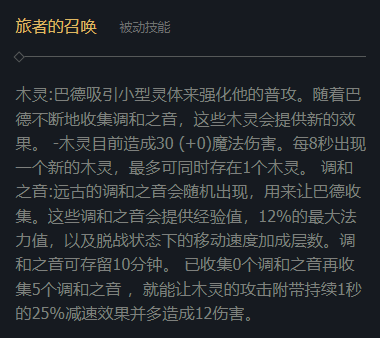 旅者的召唤 被动技能
木灵:巴德吸引小型灵体来强化他的普攻。随着巴
德不断地收集调和之音，这些木灵会提供新的效
果。 -木灵目前造成30 (+0)魔法伤害。每8秒出现
一个新的木灵，最多可同时存在1个木灵。 调和
之音:远古的调和之音会随机出现，用来让巴德收
集。这些调和之音会提供经验值，12%的最大法
力值，以及脱战状态下的移动速度加成层数。调
和之音可存留10分钟。 已收集0个调和之音再收
集5个调和之音 ，就能让木灵的攻击附带持续1秒
的25%减速效果并多造成12伤害。